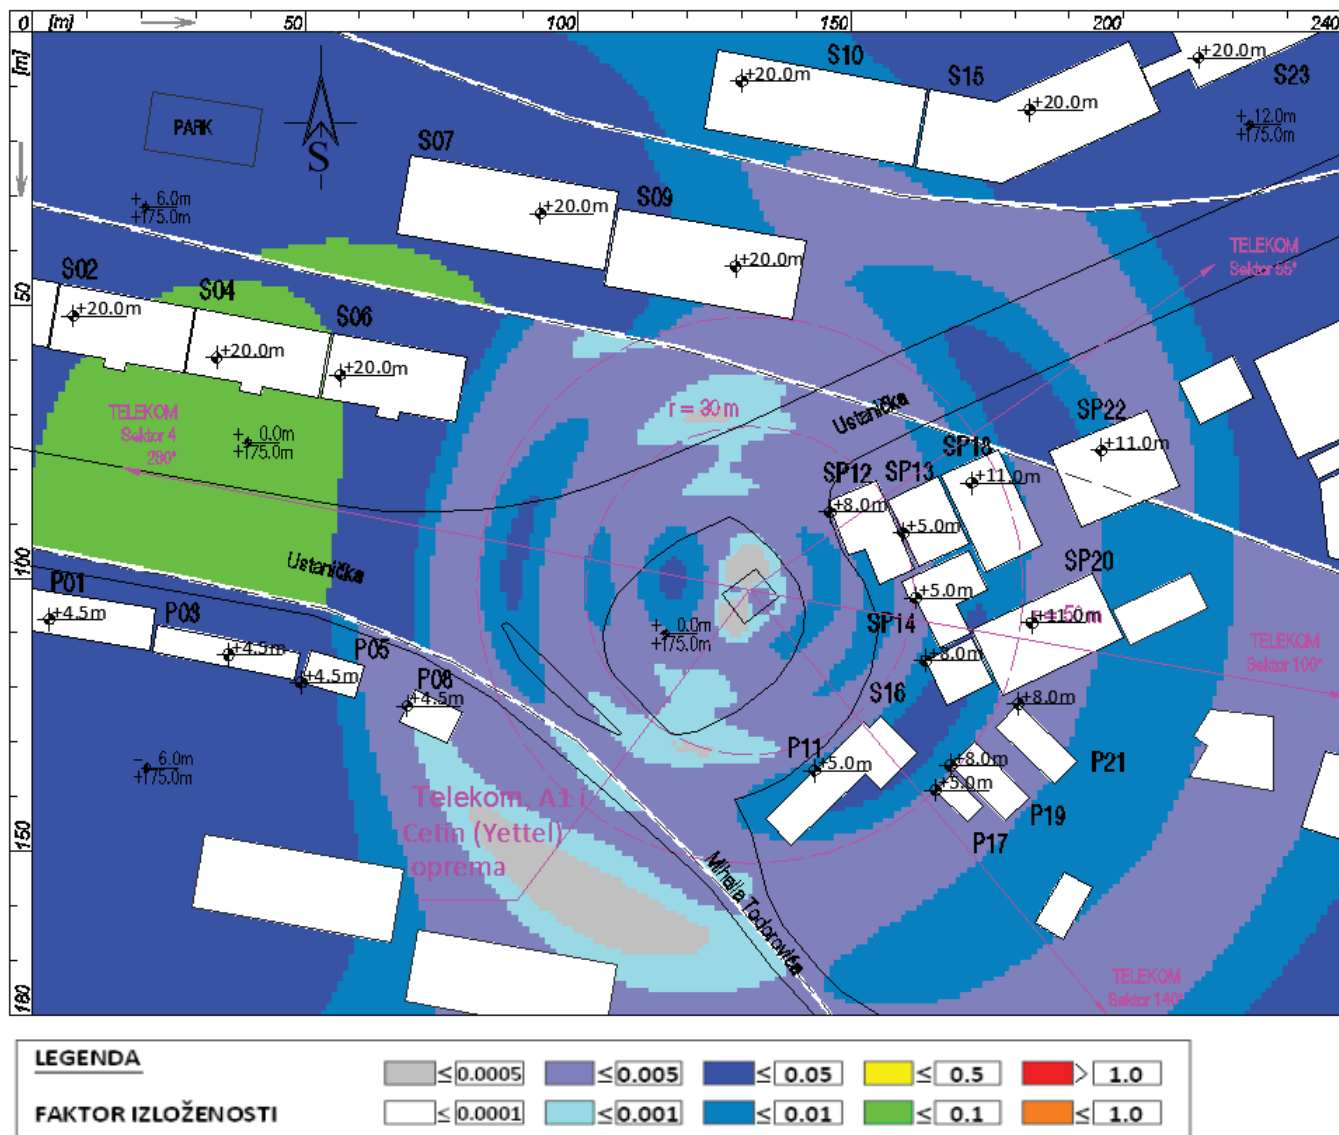 0 [m] 50 100 150 200 240
[m]
50
100
150
180
S10
S15
S23
+20.0m
+20.0m
+20.0m
+ 12.0m
+175.0m
PARK
S
S07
S09
+20.0m
+20.0m
+ 6.0m
+175.0m
TELEKOM
Sektor 55°
S02
S04
S06
+20.0m
+20.0m
+20.0m
r = 30 m
Ustanička
TELEKOM
Sektor 4
280°
+ 0.0m
+175.0m
SP22
+11.0m
SP18
+11.0m
SP12
SP13
+8.0m
+5.0m
Ustanička
P01
+4.5m
P03
+4.5m
P05
+4.5m
P08
+4.5m
+ 0.0m
+175.0m
+5.0m
SP14
+8.0m
SP20
+11.0m
TELEKOM
Sektor 100°
S16
+8.0m
P11
+5.0m
+8.0m
+5.0m
P21
P19
P17
- 6.0m
+175.0m
Telekom, A1 i
Cetin (Yettel)
oprema
Mihaila Todorovića
TELEKOM
Sektor 140°
LEGENDA
≤ 0.0005 ≤ 0.005 ≤ 0.05 ≤ 0.5 > 1.0
FAKTOR IZLOŽENOSTI
≤ 0.0001 ≤ 0.001 ≤ 0.01 ≤ 0.1 ≤ 1.0